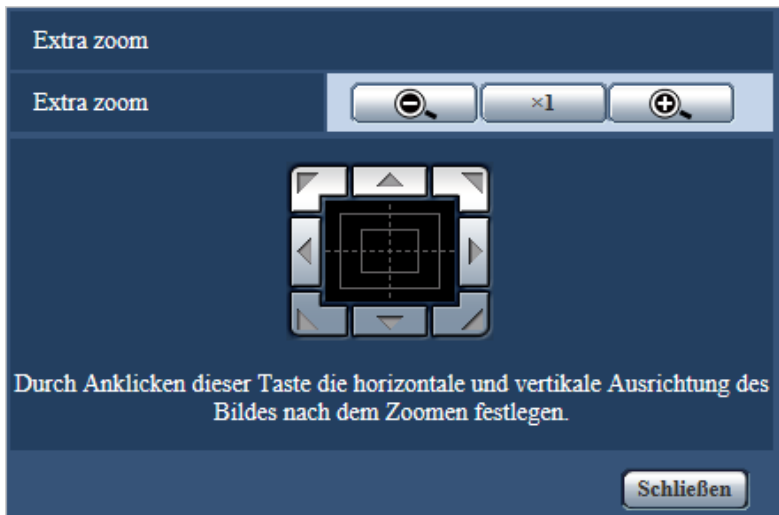 Extra zoom
Extra zoom
×1
Durch Anklicken dieser Taste die horizontale und vertikale Ausrichtung des
Bildes nach dem Zoomen festlegen.
Schließen